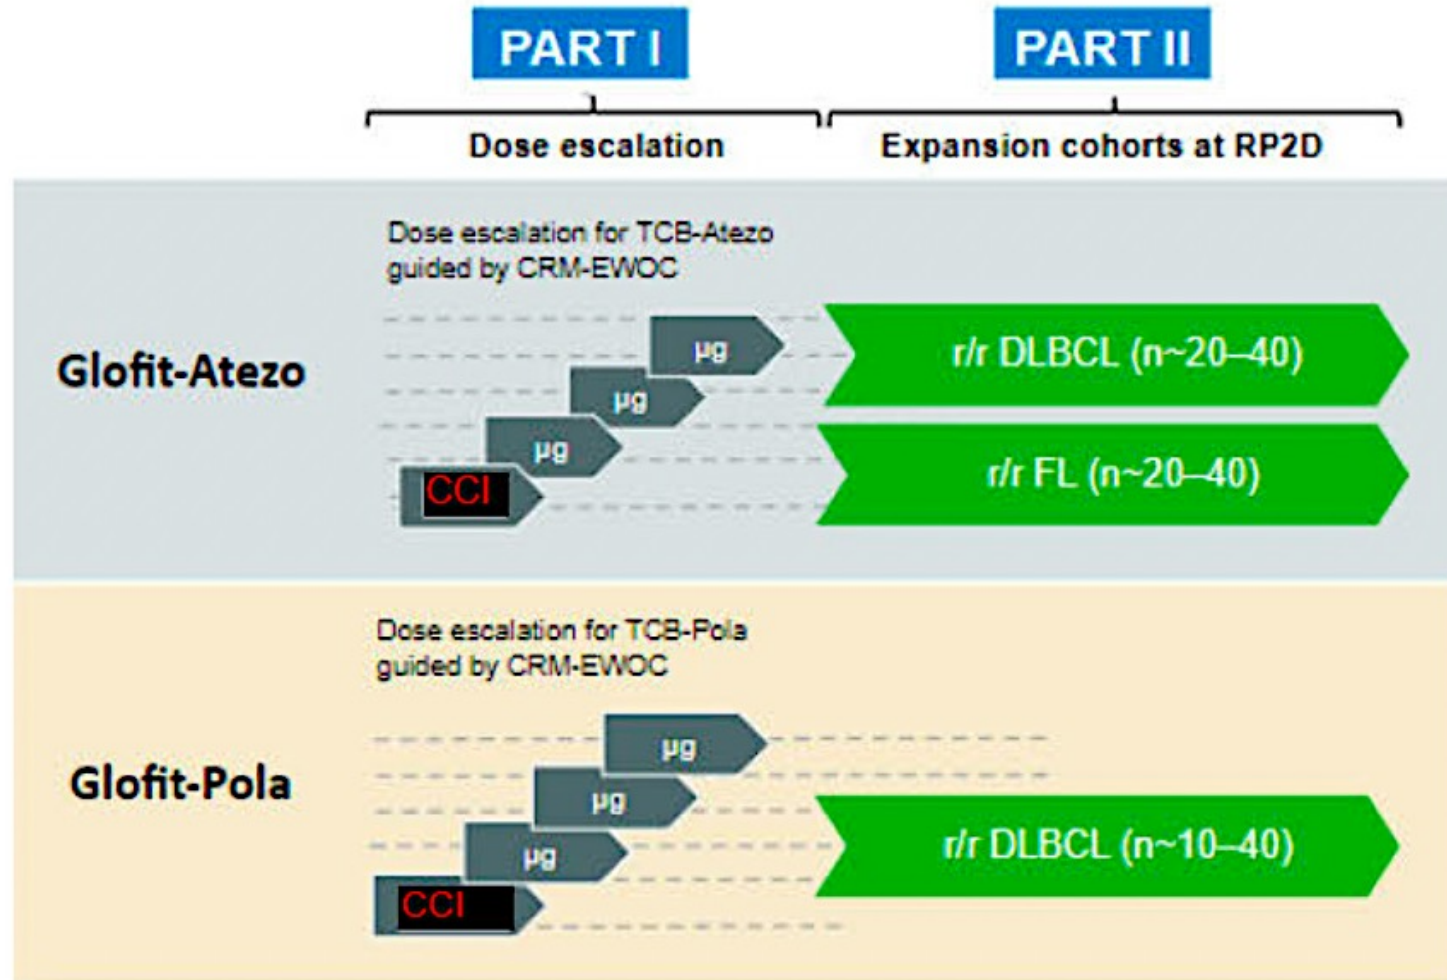 PART I
PART II
Dose escalation
Expansion cohorts at RP2D
Dose escalation for TCB-Atezo
guided by CRM-EWOC
Glofit-Atezo
µg
µg
µg
CCI
r/r DLBCL (n~20–40)
r/r FL (n~20–40)
Dose escalation for TCB-Pola
guided by CRM-EWOC
Glofit-Pola
µg
µg
µg
CCI
r/r DLBCL (n~10–40)